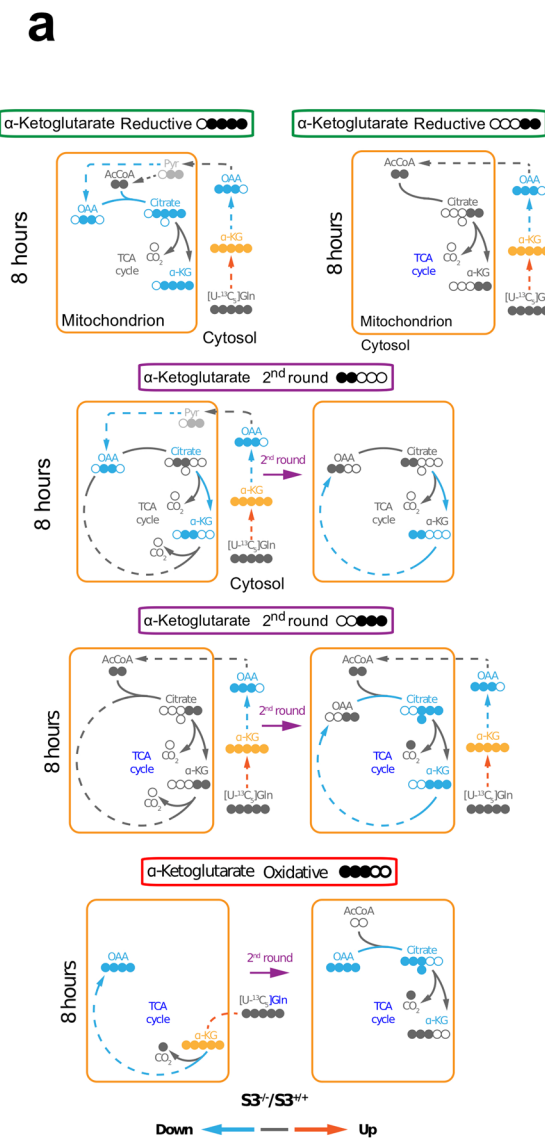 a
α-Ketoglutarate Reductive
α-Ketoglutarate Reductive
8 hours
Pyr
AcCoA
OAA
Citrate
CO2
TCA
cycle
α-KG
Mitochondrion
OAA
α-KG
[U-13C5]Gln
Cytosol
8 hours
AcCoA
Citrate
CO2
TCA
cycle
α-KG
Mitochondrion
Cytosol
OAA
α-KG
[U-13C5]Gl
α-Ketoglutarate 2nd round
8 hours
Pyr
OAA
Citrate
CO2
TCA
cycle
α-KG
CO2
OAA
α-KG
[U-13C5]Gln
Cytosol
2nd round
OAA
Citrate
CO2
TCA
cycle
α-KG
α-Ketoglutarate 2nd round
8 hours
AcCoA
Citrate
CO2
TCA
cycle
α-KG
CO2
OAA
α-KG
[U-13C5]Gln
2nd round
AcCoA
OAA
Citrate
CO2
TCA
cycle
α-KG
OAA
α-KG
[U-13C5]Gln
α-Ketoglutarate Oxidative
8 hours
OAA
TCA
cycle
α-KG
CO2
2nd round
[U-13C5]Gln
AcCoA
OAA
Citrate
CO2
TCA
cycle
α-KG
S3-/-/S3+/+
Down Up